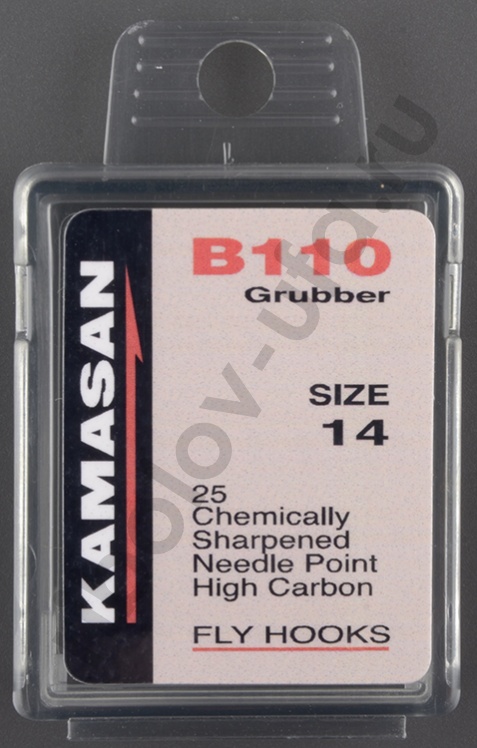 B110
Grubber
SIZE
14
25
Chemically
Sharpened
Needle Point
High Carbon
FLY HOOKS
KAMASAN